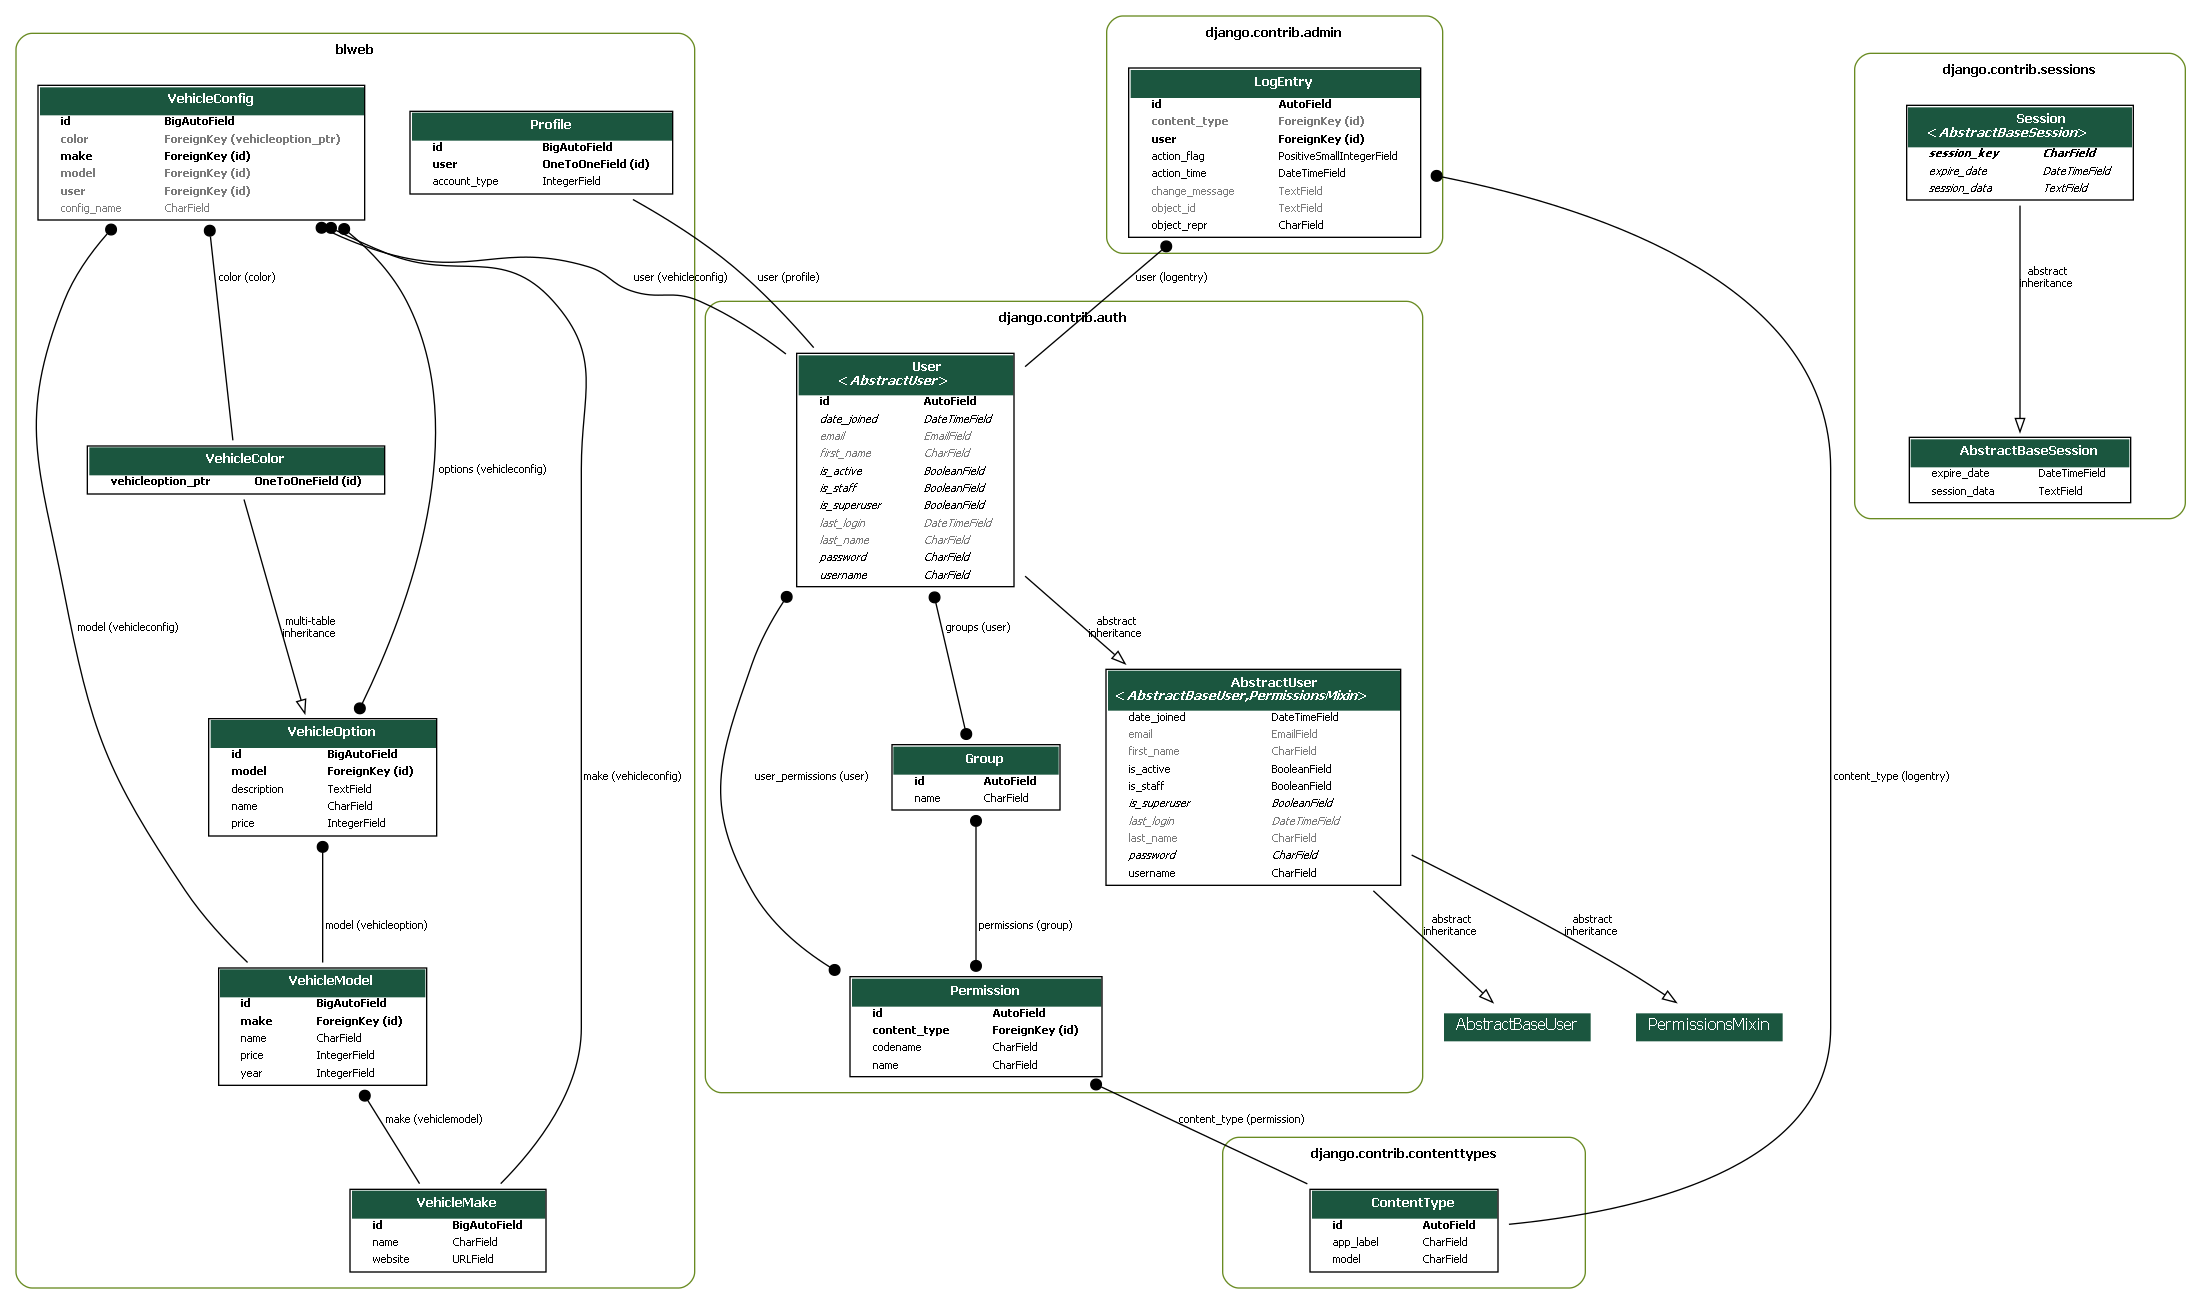 blweb
VehicleConfig
id BigAutoField
color ForeignKey (vehicleoption_ptr)
make ForeignKey (id)
model ForeignKey (id)
user ForeignKey (id)
config_name CharField
Profile
id BigAutoField
user OneToOneField (id)
account_type IntegerField
color (color)
user (vehicleconfig)
user (profile)
VehicleColor
vehicleoption_ptr OneToOneField (id)
options (vehicleconfig)
model (vehicleconfig)
multi-table
inheritance
VehicleOption
id BigAutoField
model ForeignKey (id)
description TextField
name CharField
price IntegerField
make (vehicleconfig)
model (vehicleoption)
VehicleModel
id BigAutoField
make ForeignKey (id)
name CharField
price IntegerField
year IntegerField
make (vehiclemodel)
VehicleMake
id BigAutoField
name CharField
website URLField
django.contrib.admin
LogEntry
id AutoField
content_type ForeignKey (id)
user ForeignKey (id)
action_flag PositiveSmallIntegerField
action_time DateTimeField
change_message TextField
object_id TextField
object_repr CharField
user (logentry)
django.contrib.auth
User
<AbstractUser>
id AutoField
date_joined DateTimeField
email EmailField
first_name CharField
is_active BooleanField
is_staff BooleanField
is_superuser BooleanField
last_login DateTimeField
last_name CharField
password CharField
username CharField
groups (user)
abstract
inheritance
user_permissions (user)
Group
id AutoField
name CharField
AbstractUser
<AbstractBaseUser,PermissionsMixin>
date_joined DateTimeField
email EmailField
first_name CharField
is_active BooleanField
is_staff BooleanField
is_superuser BooleanField
last_login DateTimeField
last_name CharField
password CharField
username CharField
permissions (group)
abstract
inheritance
abstract
inheritance
Permission
id AutoField
content_type ForeignKey (id)
codename CharField
name CharField
AbstractBaseUser
PermissionsMixin
content_type (logentry)
content_type (permission)
django.contrib.contenttypes
ContentType
id AutoField
app_label CharField
model CharField
django.contrib.sessions
Session
<AbstractBaseSession>
session_key CharField
expire_date DateTimeField
session_data TextField
abstract
inheritance
AbstractBaseSession
expire_date DateTimeField
session_data TextField